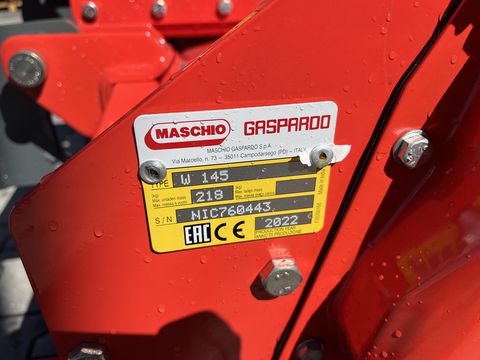 MASCHIO GASPARDO
MASCHIO GASPARDO S.p.A.
Via Marcello, n. 73 – 35011 Campodarsego (PD) – ITALY
TYPE W 145
218
S/N NIC760443
EAC CE 2022